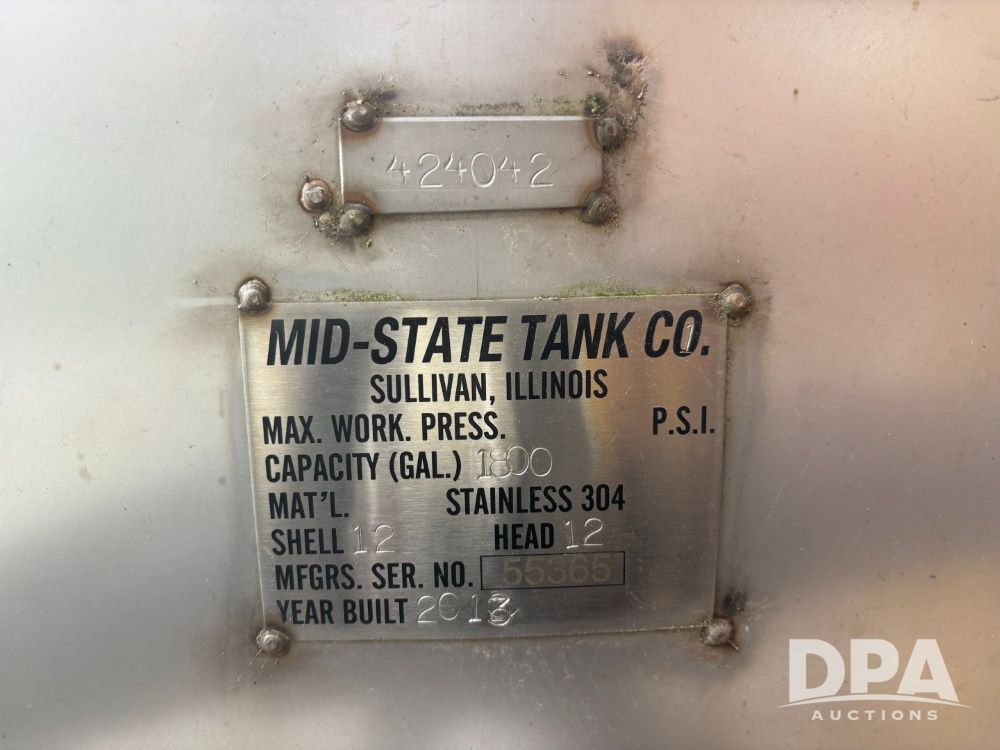 424042
MID-STATE TANK CO.
SULLIVAN, ILLINOIS
MAX. WORK. PRESS. P.S.I.
CAPACITY (GAL.) 1800
MAT'L. STAINLESS 304
SHELL 12 HEAD 12
MFGRS. SER. NO. 55365
YEAR BUILT 2013
DPA
AUCTIONS